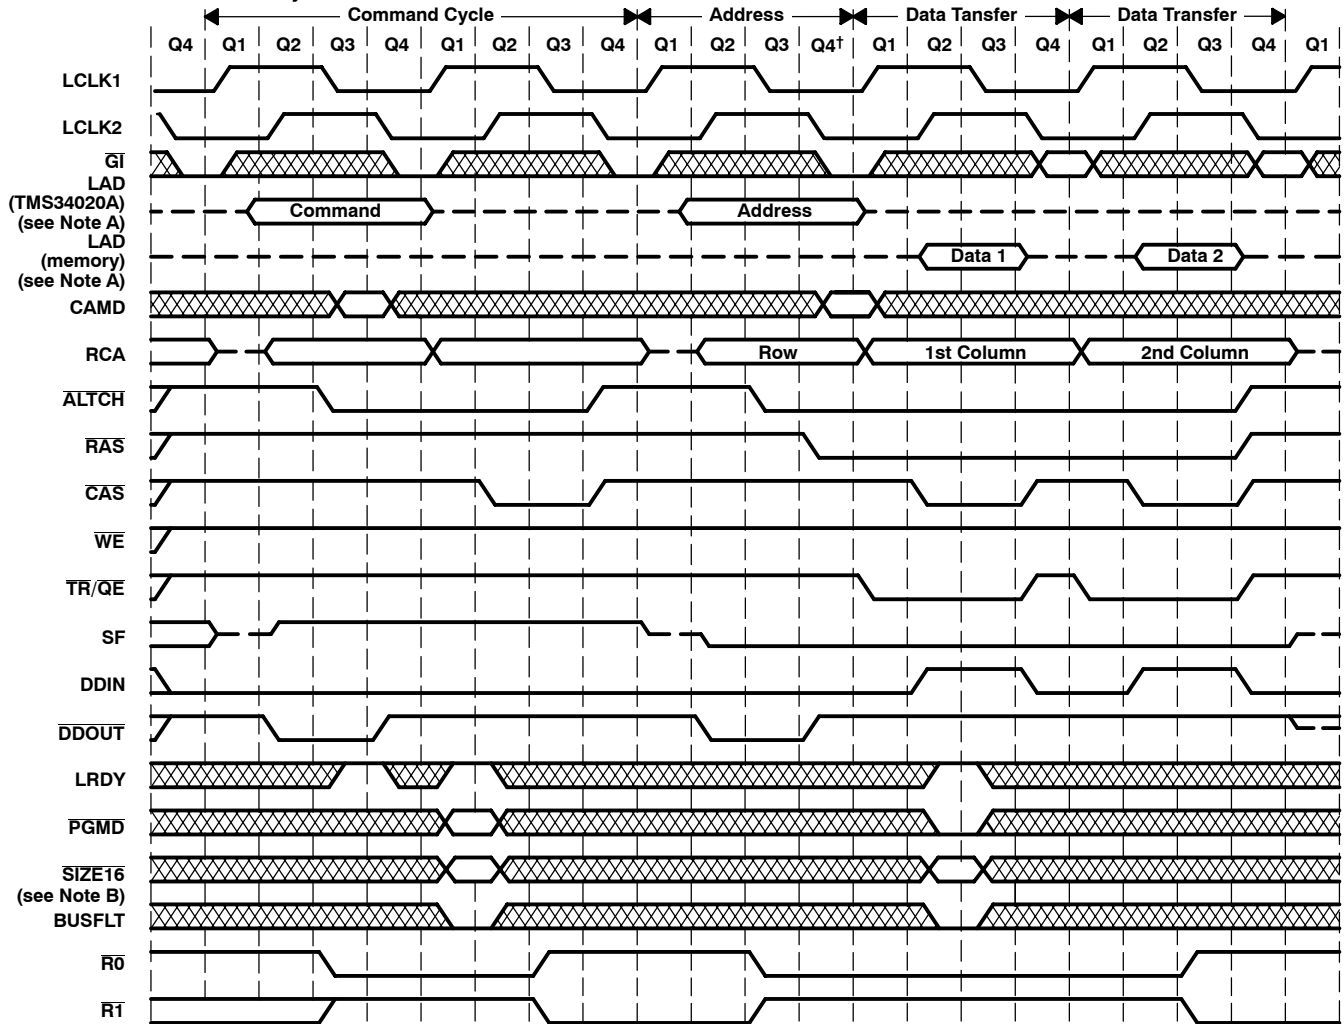 Command Cycle Address Data Tansfer Data Transfer
Q4 Q1 Q2 Q3 Q4 Q1 Q2 Q3 Q4 Q1 Q2 Q3 Q4† Q1 Q2 Q3 Q4 Q1 Q2 Q3 Q4 Q1
LCLK1
LCLK2
GI
LAD
(TMS34020A)
(see Note A)
Command Address
LAD
(memory)
(see Note A)
Data 1 Data 2
CAMD
RCA Row 1st Column 2nd Column
ALTCH
RAS
CAS
WE
TR/QE
SF
DDIN
DDOUT
LRDY
PGMD
SIZE16
(see Note B)
BUSFLT
R0
R1